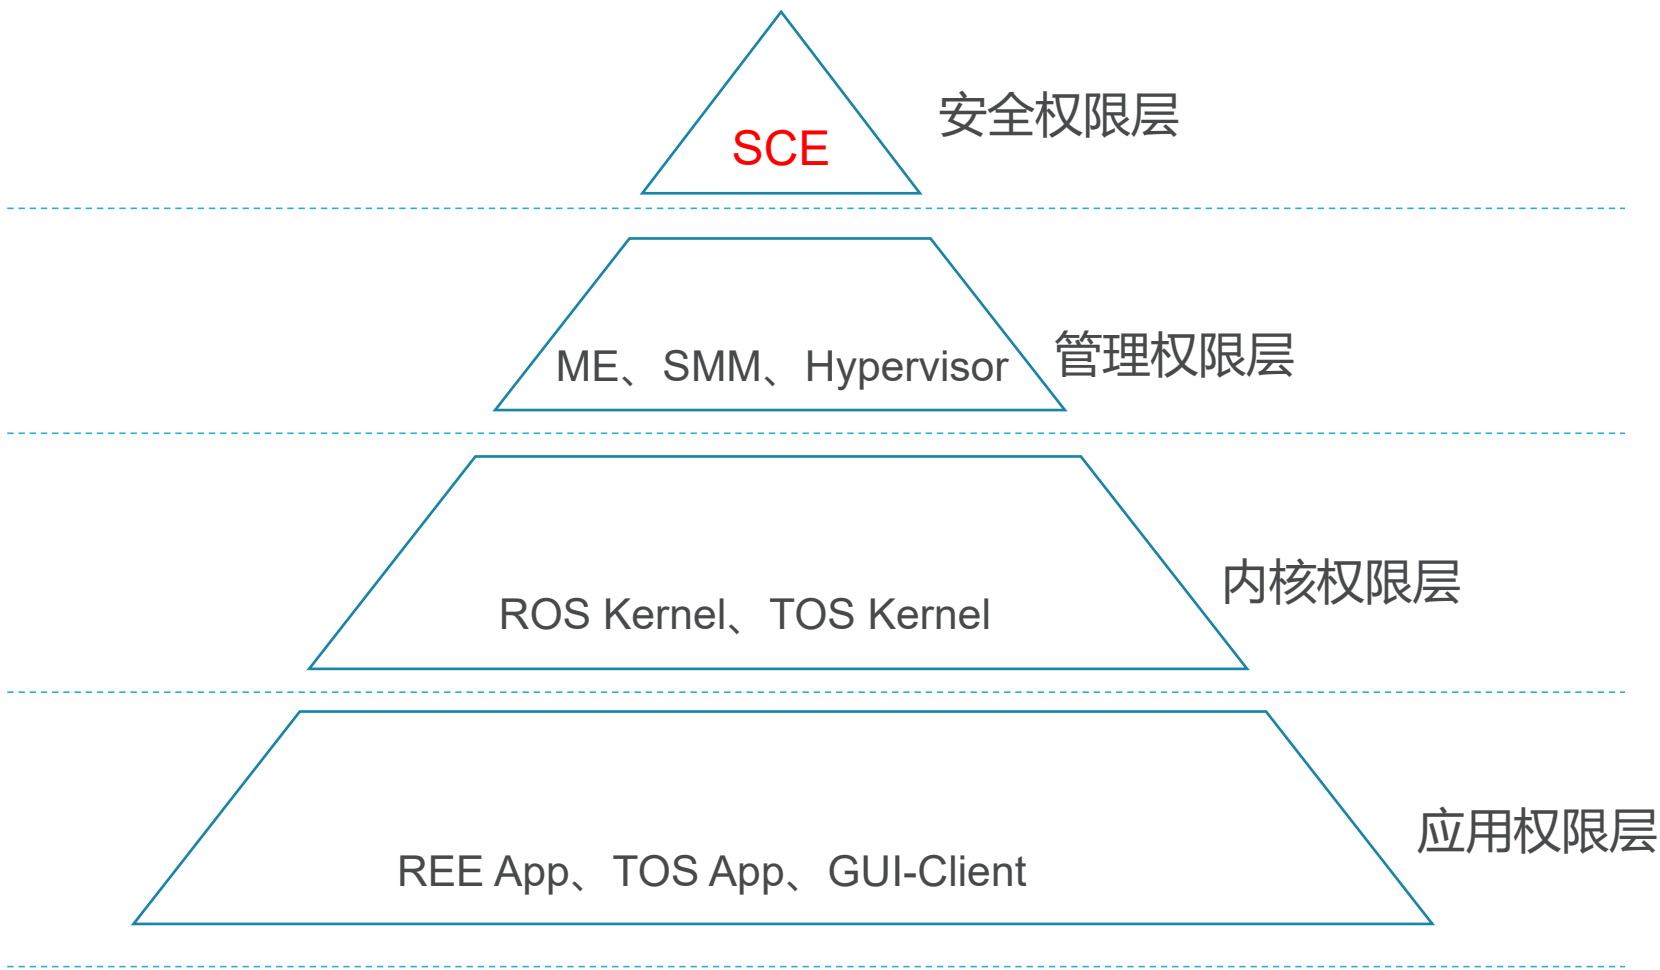 安全权限层
SCE
管理权限层
ME、SMM、Hypervisor
内核权限层
ROS Kernel、TOS Kernel
应用权限层
REE App、TOS App、GUI-Client